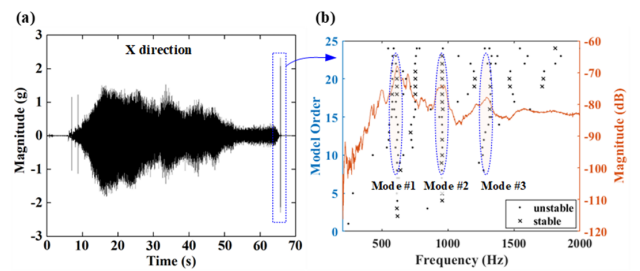 (a)
X direction
Magnitude (g)
3
2
1
0
-1
-2
-3
0 10 20 30 40 50 60 70
Time (s)
(b)
Model Order
25
20
15
10
5
0
Mode #1 Mode #2 Mode #3
unstable
stable
500 1000 1500 2000
Frequency (Hz)
-60
-70
-80
-90
-100
-110
-120
Magnitude (dB)